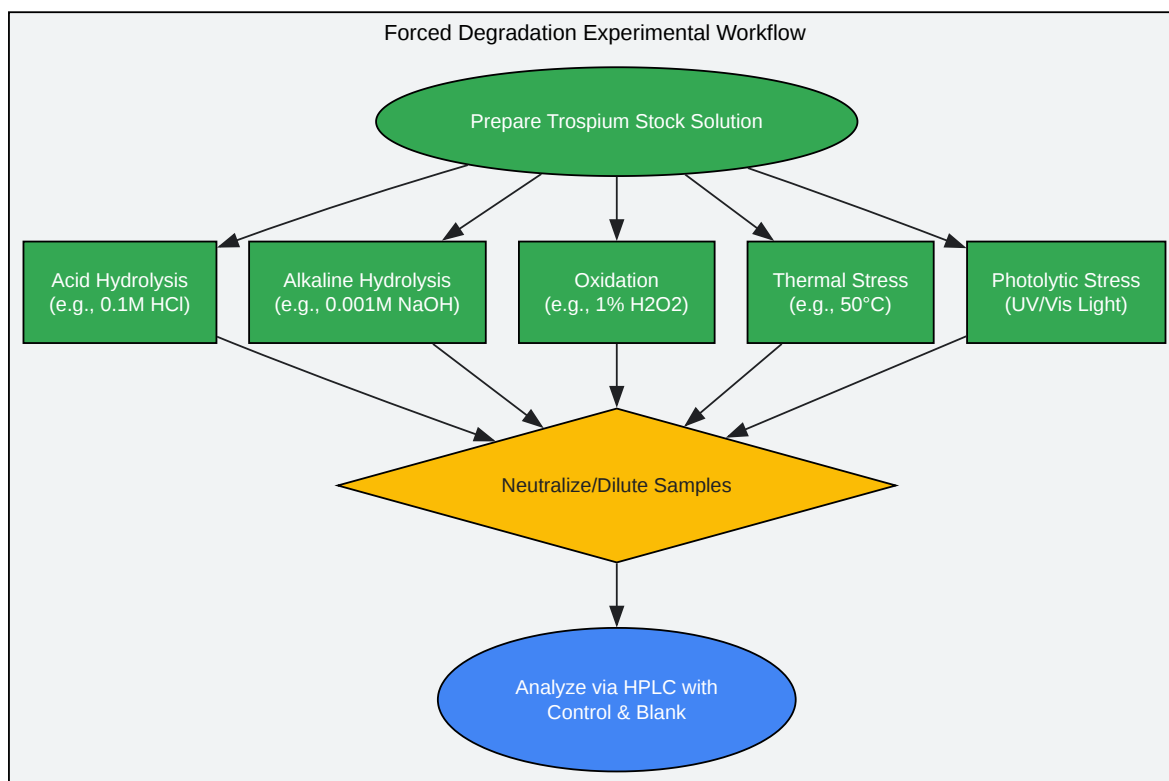 Forced Degradation Experimental Workflow
Prepare Trospium Stock Solution
Acid Hydrolysis
(e.g., 0.1M HCl)
Alkaline Hydrolysis
(e.g., 0.001M NaOH)
Oxidation
(e.g., 1% H2O2)
Thermal Stress
(e.g., 50°C)
Photolytic Stress
(UV/Vis Light)
Neutralize/Dilute Samples
Analyze via HPLC with
Control & Blank